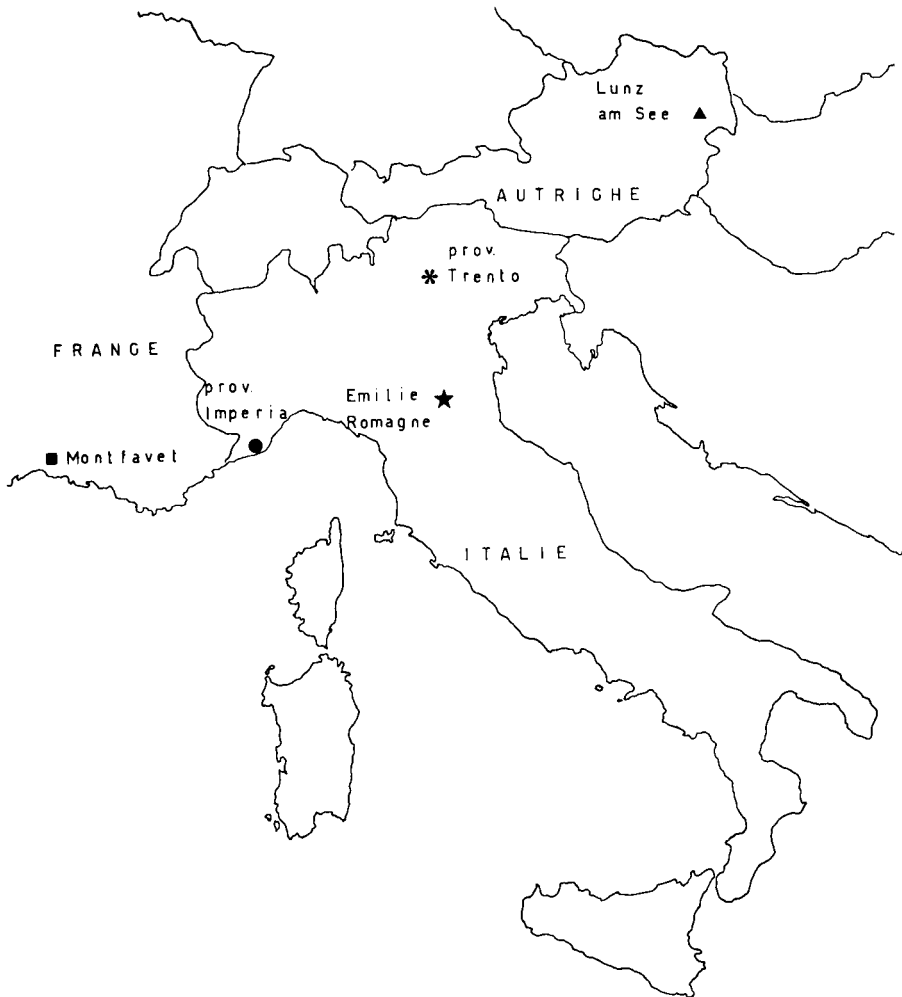 Lunz
am See
AUTRICHE
prov.
Trento
FRANCE
prov.
Imperia
Emilie
Romagne
Montfavet
ITALIE